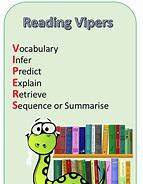 Reading Vipers
Vocabulary
Infer
Predict
Explain
Retrieve
Sequence or Summarise